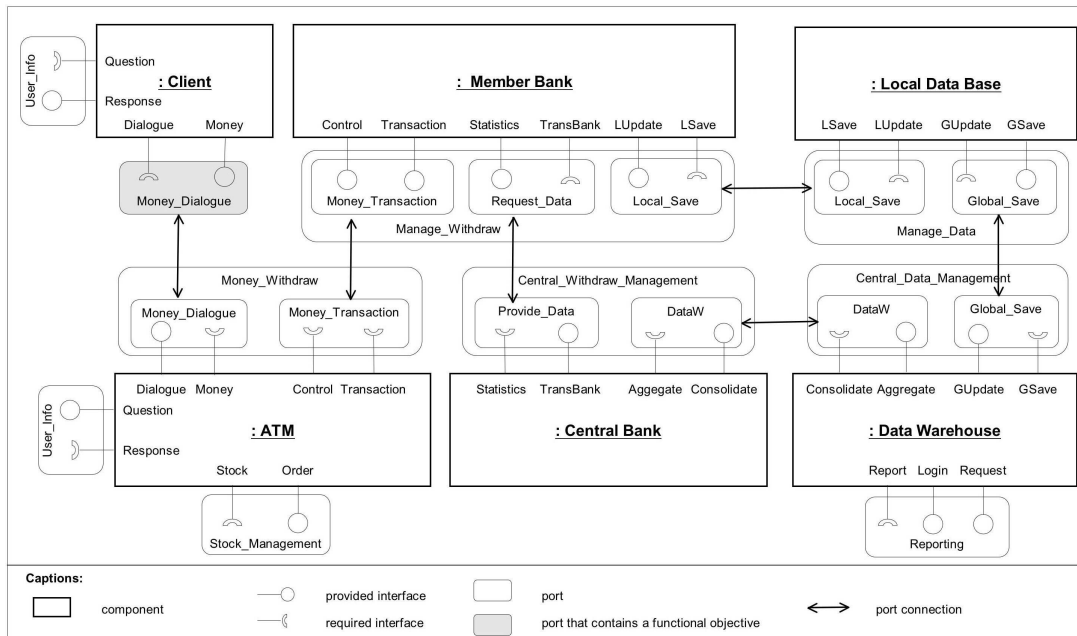 User_Info
Question
: Client
Response
Dialogue Money
Money_Dialogue
: Member Bank
Control Transaction Statistics TransBank LUpdate LSave
Money_Transaction Request_Data Local_Save
Manage_Withdraw
: Local Data Base
LSave LUpdate GUpdate GSave
Local_Save Global_Save
Manage_Data
Money_Withdraw
Money_Dialogue Money_Transaction
Central_Withdraw_Management
Provide_Data DataW
Central_Data_Management
DataW Global_Save
Dialogue Money Control Transaction
User_Info
Question
: ATM
Response
Stock Order
Stock_Management
Statistics TransBank Aggegate Consolidate
: Central Bank
Consolidate Aggregate GUpdate GSave
: Data Warehouse
Report Login Request
Reporting
Captions:
component
provided interface
required interface
port
port that contains a functional objective
port connection